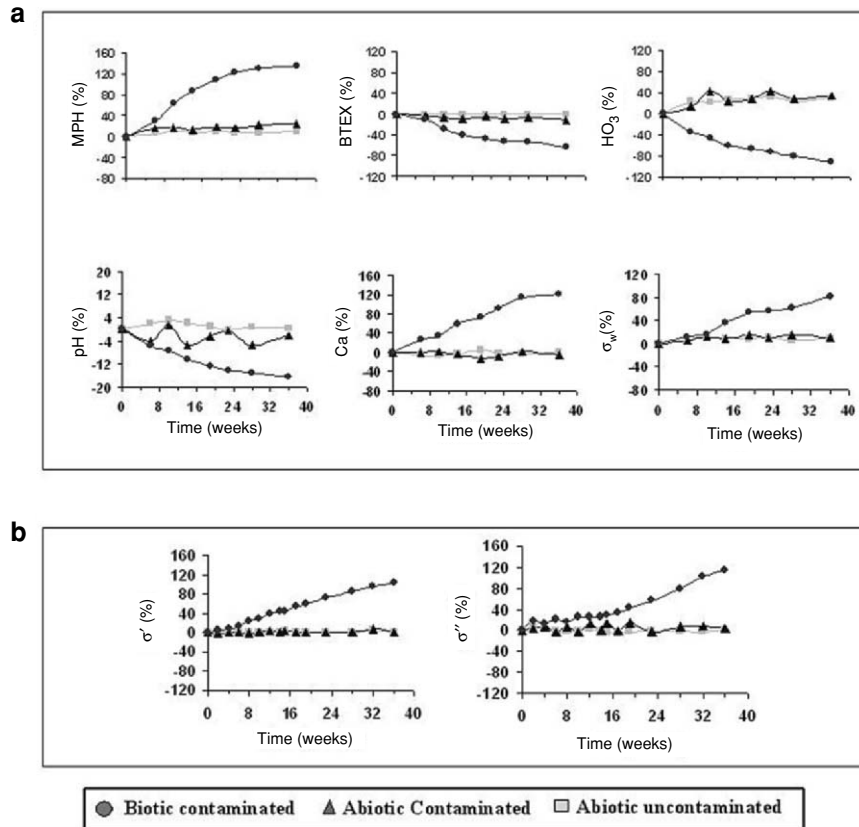 a
MPH (%)
160
120
80
40
0
-40
-80
BTEX (%)
120
80
40
0
-40
-80
-120
HO3 (%)
120
80
40
0
-40
-80
-120
pH (%)
20
12
4
-4
-12
-20
0 8 16 24 32 40
Time (weeks)
Ca (%)
160
120
80
40
0
-40
-80
0 8 16 24 32 40
Time (weeks)
σw(%)
120
80
40
0
40
80
0 8 16 24 32 40
Time (weeks)
b
σ′ (%)
160
120
80
40
0
-40
-80
-120
0 8 16 24 32 40
Time (weeks)
σ′′ (%)
160
120
80
40
0
-40
-80
-120
0 8 16 24 32 40
Time (weeks)
Biotic contaminated Abiotic Contaminated Abiotic uncontaminated